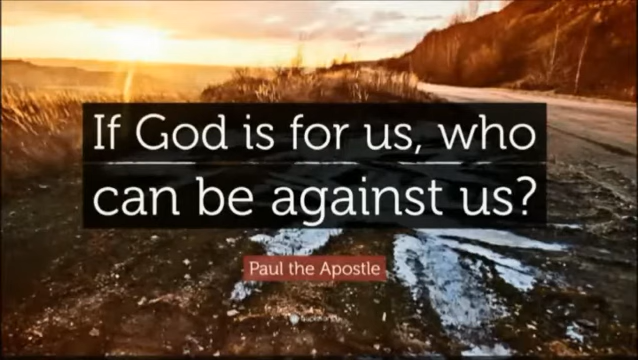 If God is for us, who
can be against us?
Paul the Apostle